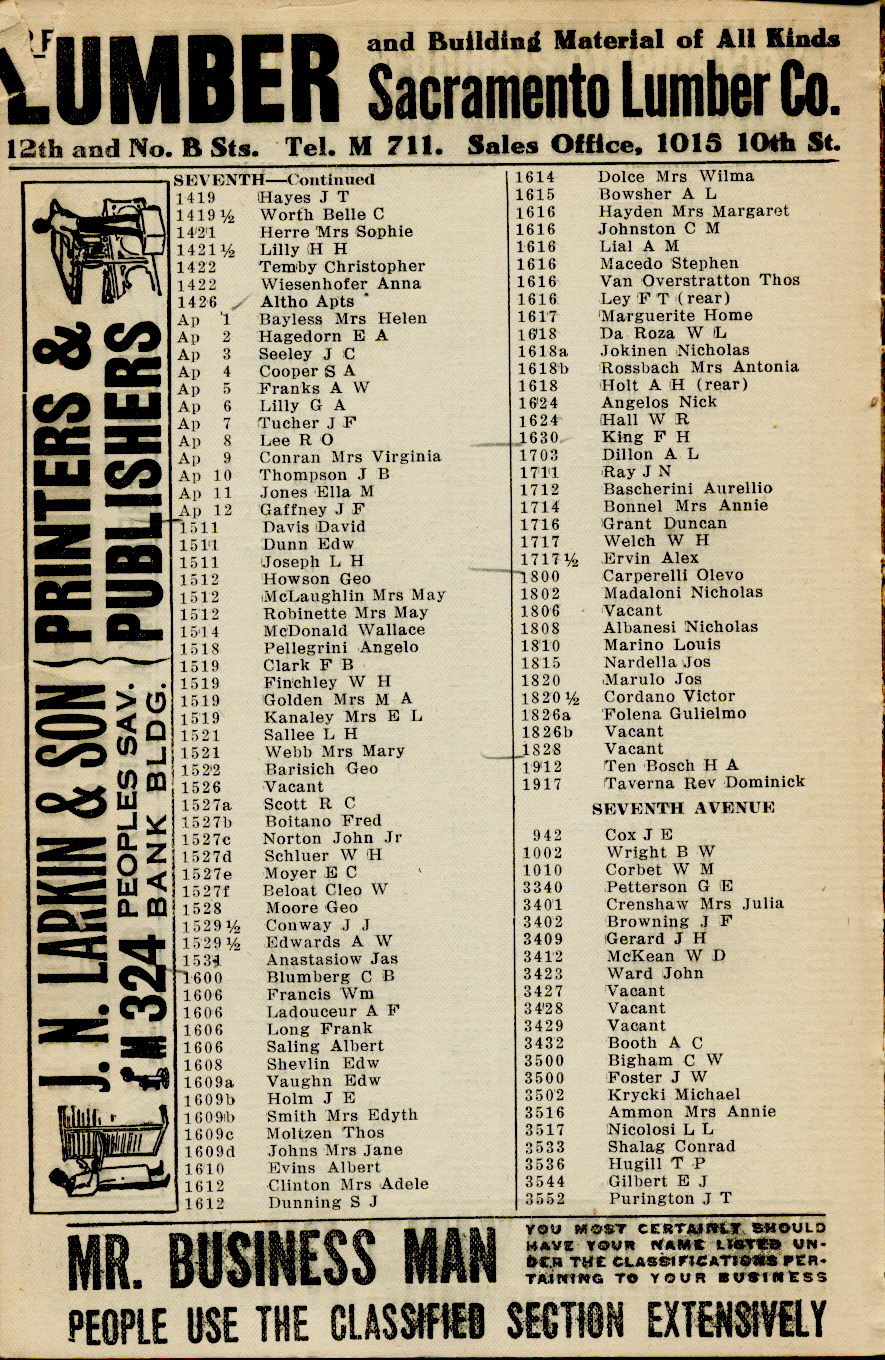 LUMBER and Building Material of All Kinds
Sacramento Lumber Co.
12th and No. B Sts. Tel. M 711. Sales Office, 1015 10th St.
J. N. LARKIN & SON PRINTERS & PUBLISHERS
M 324 PEOPLES SAV. BANK BLDG.
SEVENTH—Continued
1419 Hayes J T
1419½ Worth Belle C
1421 Herre Mrs Sophie
1421½ Lilly H H
1422 Temby Christopher
1422 Wiesenhofer Anna
1426 Altho Apts
Ap 1 Bayless Mrs Helen
Ap 2 Hagedorn E A
Ap 3 Seeley J C
Ap 4 Cooper S A
Ap 5 Franks A W
Ap 6 Lilly G A
Ap 7 Tucher J F
Ap 8 Lee R O
Ap 9 Conran Mrs Virginia
Ap 10 Thompson J B
Ap 11 Jones Ella M
Ap 12 Gaffney J F
1511 Davis David
1511 Dunn Edw
1511 Joseph L H
1512 Howson Geo
1512 McLaughlin Mrs May
1512 Robinette Mrs May
1514 McDonald Wallace
1518 Pellegrini Angelo
1519 Clark F B
1519 Finchley W H
1519 Golden Mrs M A
1519 Kanaley Mrs E L
1521 Sallee L H
1521 Webb Mrs Mary
1522 Barisich Geo
1526 Vacant
1527a Scott R C
1527b Boitano Fred
1527c Norton John Jr
1527d Schluer W H
1527e Moyer E C
1527f Beloat Cleo W
1528 Moore Geo
1529½ Conway J J
1529½ Edwards A W
1531 Anastasiow Jas
1600 Blumberg C B
1606 Francis Wm
1606 Ladouceur A F
1606 Long Frank
1606 Saling Albert
1608 Shevlin Edw
1609a Vaughn Edw
1609b Holm J E
1609b Smith Mrs Edyth
1609c Moltzen Thos
1609d Johns Mrs Jane
1610 Evins Albert
1612 Clinton Mrs Adele
1612 Dunning S J
1614 Dolce Mrs Wilma
1615 Bowsher A L
1616 Hayden Mrs Margaret
1616 Johnston C M
1616 Lial A M
1616 Macedo Stephen
1616 Van Overstratton Thos
1616 Ley F T (rear)
1617 Marguerite Home
1618 Da Roza W L
1618a Jokinen Nicholas
1618b Rossbach Mrs Antonia
1618 Holt A H (rear)
1624 Angelos Nick
1624 Hall W R
1630 King F H
1703 Dillon A L
1711 Ray J N
1712 Bascherini Aurellio
1714 Bonnel Mrs Annie
1716 Grant Duncan
1717 Welch W H
1717½ Ervin Alex
1800 Carperelli Olevo
1802 Madaloni Nicholas
1806 Vacant
1808 Albanesi Nicholas
1810 Marino Louis
1815 Nardella Jos
1820 Marulo Jos
1820½ Cordano Victor
1826a Folena Gulielmo
1826b Vacant
1828 Vacant
1912 Ten Bosch H A
1917 Taverna Rev Dominick
SEVENTH AVENUE
942 Cox J E
1002 Wright B W
1010 Corbet W M
3340 Petterson G E
3401 Crenshaw Mrs Julia
3402 Browning J F
3409 Gerard J H
3412 McKean W D
3423 Ward John
3427 Vacant
3428 Vacant
3429 Vacant
3432 Booth A C
3500 Bigham C W
3500 Foster J W
3502 Krycki Michael
3516 Ammon Mrs Annie
3517 Nicolosi L L
3533 Shalag Conrad
3536 Hugill T P
3544 Gilbert E J
3552 Purington J T
MR. BUSINESS MAN
YOU MOST CERTAINLY SHOULD
HAVE YOUR NAME LISTED UN-
DER THE CLASSIFICATIONS PER-
TAINING TO YOUR BUSINESS
PEOPLE USE THE CLASSIFIED SECTION EXTENSIVELY